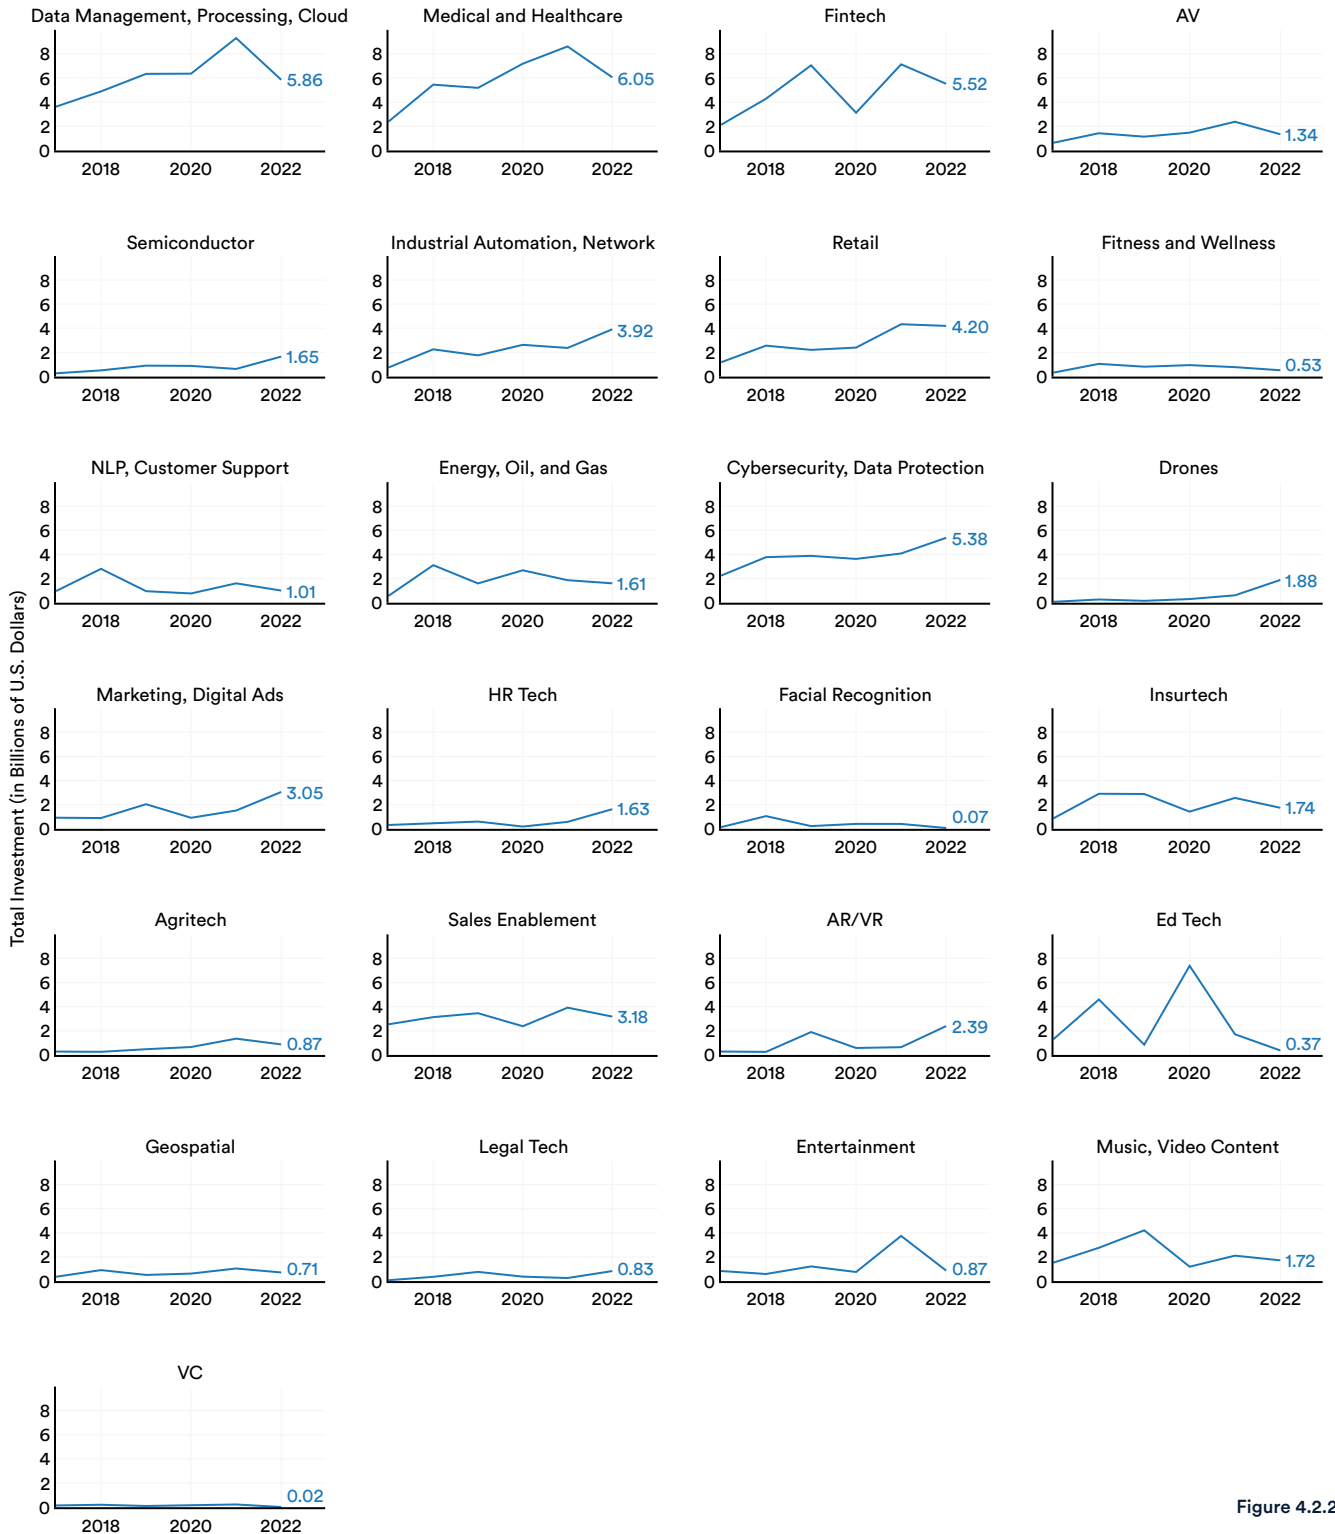 Total Investment (in Billions of U.S. Dollars)
Data Management, Processing, Cloud
8
6
4
2
0
5.86
2018 2020 2022
Medical and Healthcare
8
6
4
2
0
6.05
2018 2020 2022
Fintech
8
6
4
2
0
5.52
2018 2020 2022
AV
8
6
4
2
0
1.34
2018 2020 2022
Semiconductor
8
6
4
2
0
1.65
2018 2020 2022
Industrial Automation, Network
8
6
4
2
0
3.92
2018 2020 2022
Retail
8
6
4
2
0
4.20
2018 2020 2022
Fitness and Wellness
8
6
4
2
0
0.53
2018 2020 2022
NLP, Customer Support
8
6
4
2
0
1.01
2018 2020 2022
Energy, Oil, and Gas
8
6
4
2
0
1.61
2018 2020 2022
Cybersecurity, Data Protection
8
6
4
2
0
5.38
2018 2020 2022
Drones
8
6
4
2
0
1.88
2018 2020 2022
Marketing, Digital Ads
8
6
4
2
0
3.05
2018 2020 2022
HR Tech
8
6
4
2
0
1.63
2018 2020 2022
Facial Recognition
8
6
4
2
0
0.07
2018 2020 2022
Insurtech
8
6
4
2
0
1.74
2018 2020 2022
Agritech
8
6
4
2
0
0.87
2018 2020 2022
Sales Enablement
8
6
4
2
0
3.18
2018 2020 2022
AR/VR
8
6
4
2
0
2.39
2018 2020 2022
Ed Tech
8
6
4
2
0
0.37
2018 2020 2022
Geospatial
8
6
4
2
0
0.71
2018 2020 2022
Legal Tech
8
6
4
2
0
0.83
2018 2020 2022
Entertainment
8
6
4
2
0
0.87
2018 2020 2022
Music, Video Content
8
6
4
2
0
1.72
2018 2020 2022
VC
8
6
4
2
0
0.02
2018 2020 2022
Figure 4.2.2